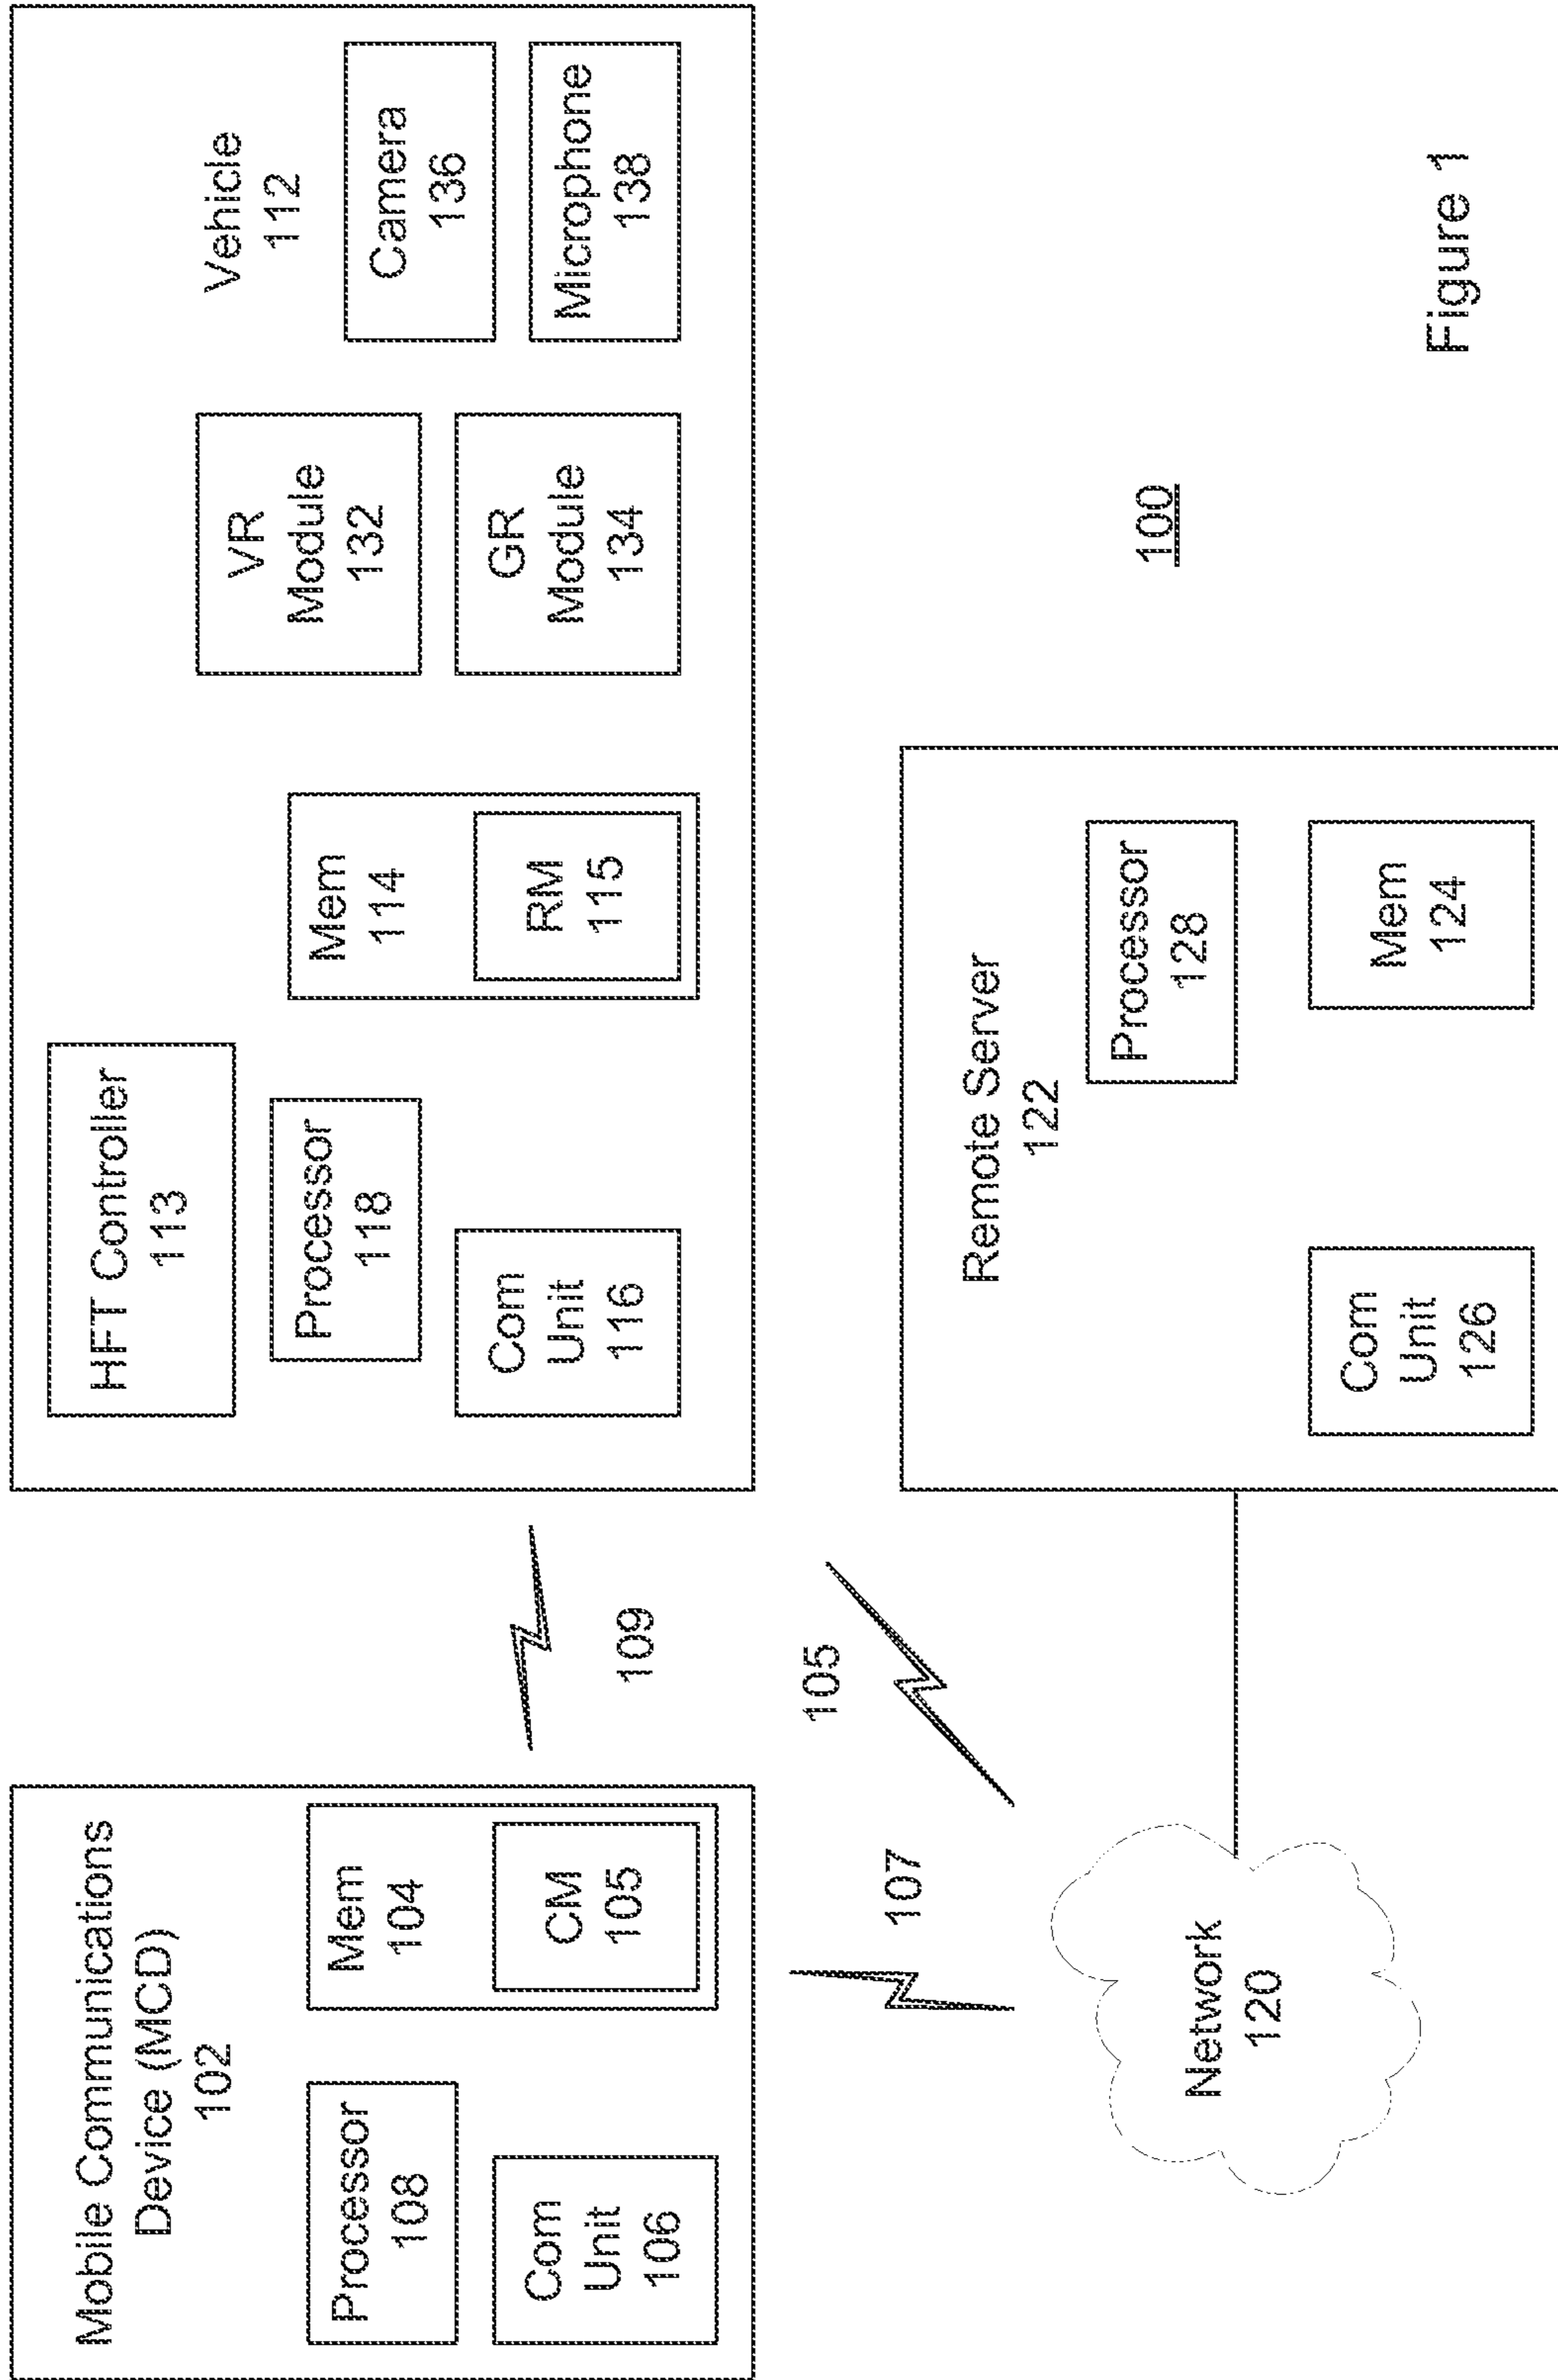 Mobile Communications
Device (MCD)
102
Processor
108
Mem
104
Com
Unit
106
CM
105
109
HFT Controller
113
Processor
118
Com
Unit
116
Mem
114
RM
115
VR
Module
132
GR
Module
134
Vehicle
112
Camera
136
Microphone
138
107
105
Network
120
Remote Server
122
Processor
128
Com
Unit
126
Mem
124
100
Figure 1